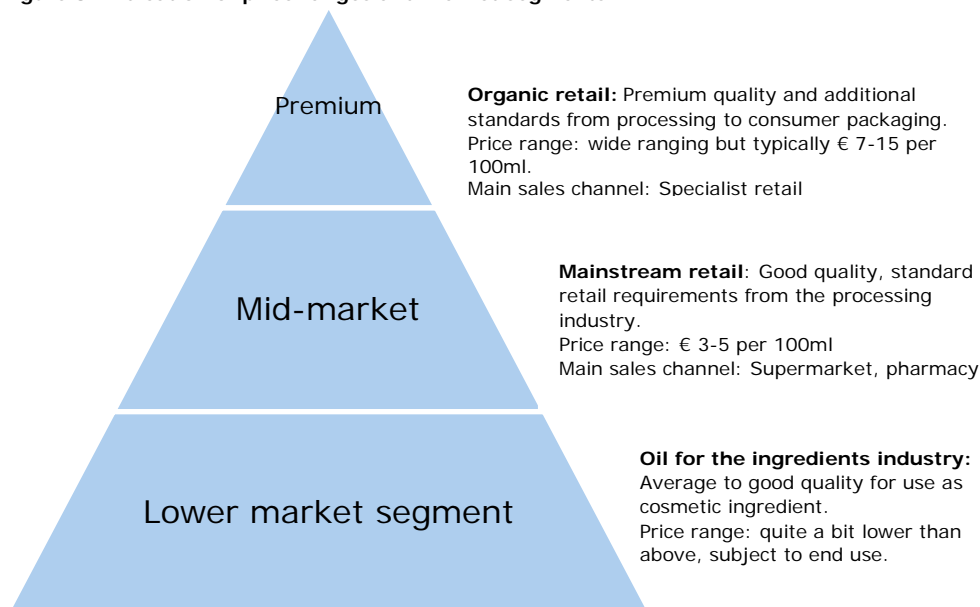 Premium
Organic retail: Premium quality and additional
standards from processing to consumer packaging.
Price range: wide ranging but typically € 7-15 per
100ml.
Main sales channel: Specialist retail
Mid-market
Mainstream retail: Good quality, standard
retail requirements from the processing
industry.
Price range: € 3-5 per 100ml
Main sales channel: Supermarket, pharmacy
Lower market segment
Oil for the ingredients industry:
Average to good quality for use as
cosmetic ingredient.
Price range: quite a bit lower than
above, subject to end use.